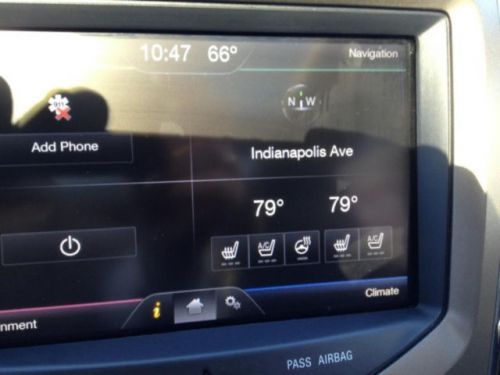 10:47 66°
Navigation
N W
Add Phone
Indianapolis Ave
79° 79°
A/C A/C
i
nment
Climate
PASS AIRBAG